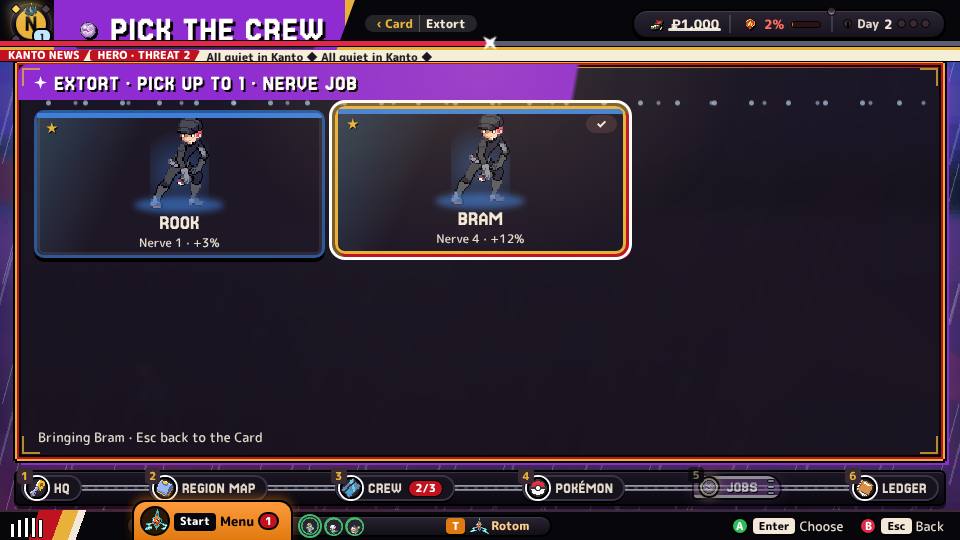 PICK THE CREW
‹ Card | Extort
₽1,000
2%
Day 2
KANTO NEWS
HERO · THREAT 2
All quiet in Kanto ◆ All quiet in Kanto ◆
EXTORT · PICK UP TO 1 · NERVE JOB
ROOK
Nerve 1 · +3%
BRAM
Nerve 4 · +12%
Bringing Bram · Esc back to the Card
1 HQ
2 REGION MAP
3 CREW 2/3
4 POKÉMON
5 JOBS
6 LEDGER
Start Menu 1
T Rotom
A Enter Choose
B Esc Back